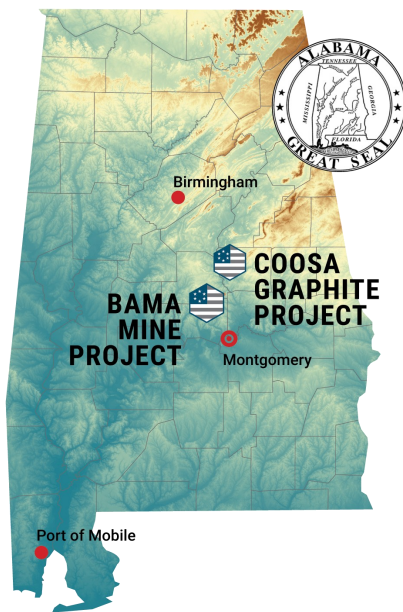 ALABAMA
TENNESSEE
MISSISSIPPI
GEORGIA
FLORIDA
GREAT SEAL
Birmingham
COOSA
GRAPHITE
PROJECT
BAMA
MINE
PROJECT
Montgomery
Port of Mobile